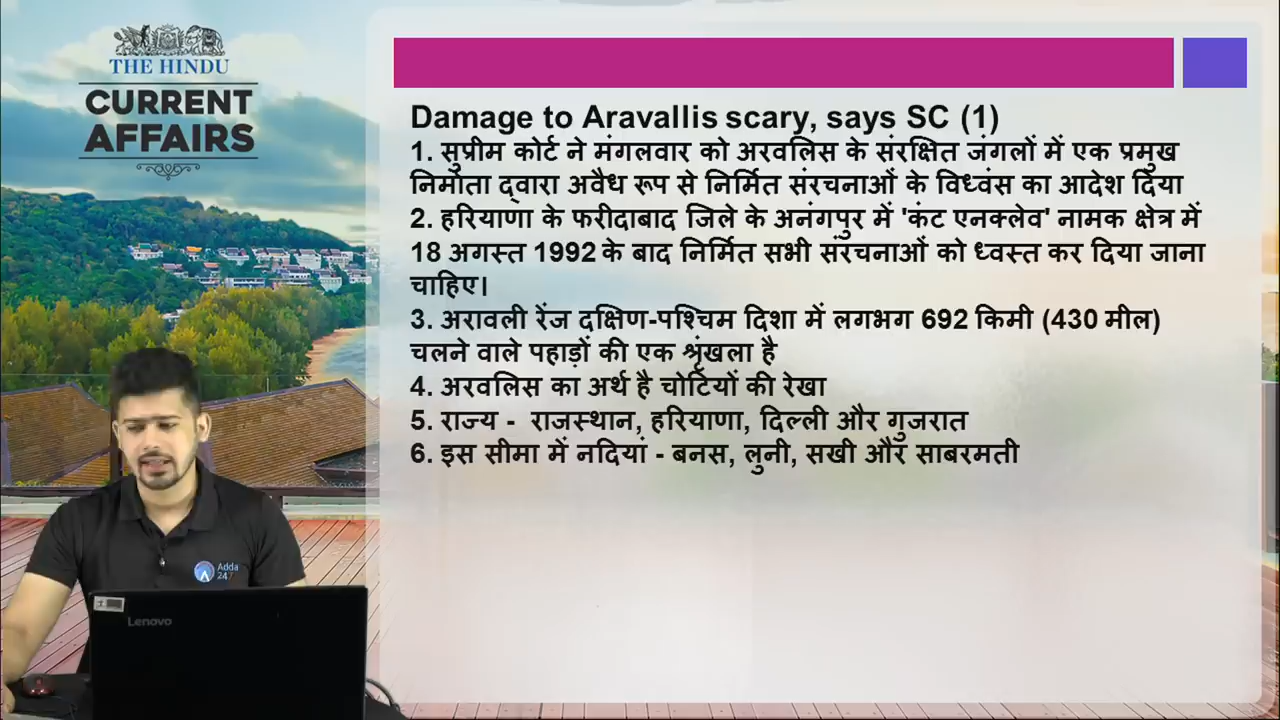 THE HINDU
CURRENT
AFFAIRS
Damage to Aravallis scary, says SC (1)
1. सुप्रीम कोर्ट ने मंगलवार को अरवलिस के संरक्षित जंगलों में एक प्रमुख
निर्माता द्वारा अवैध रूप से निर्मित संरचनाओं के विध्वंस का आदेश दिया
2. हरियाणा के फरीदाबाद जिले के अनंगपुर में 'कंट एनक्लेव' नामक क्षेत्र में
18 अगस्त 1992 के बाद निर्मित सभी संरचनाओं को ध्वस्त कर दिया जाना
चाहिए।
3. अरावली रेंज दक्षिण-पश्चिम दिशा में लगभग 692 किमी (430 मील)
चलने वाले पहाड़ों की एक श्रृंखला है
4. अरवलिस का अर्थ है चोटियों की रेखा
5. राज्य - राजस्थान, हरियाणा, दिल्ली और गुजरात
6. इस सीमा में नदियां - बनस, लुनी, सखी और साबरमती
Adda
247
Lenovo